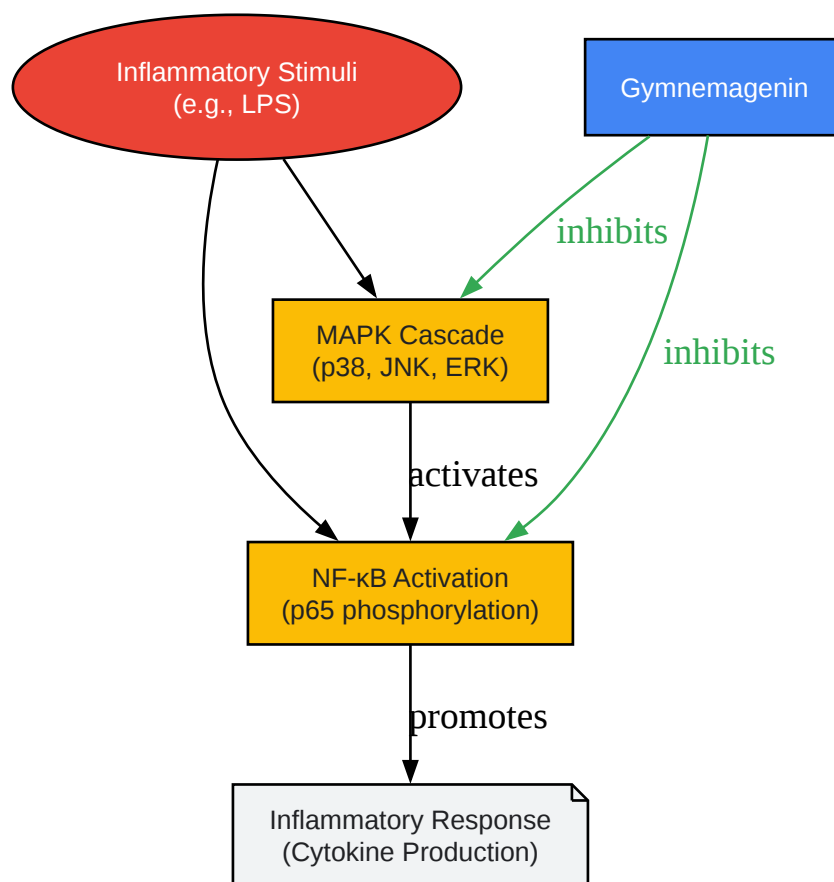 Inflammatory Stimuli
(e.g., LPS)
Gymnemagenin
inhibits
MAPK Cascade
(p38, JNK, ERK)
inhibits
activates
NF-κB Activation
(p65 phosphorylation)
promotes
Inflammatory Response
(Cytokine Production)